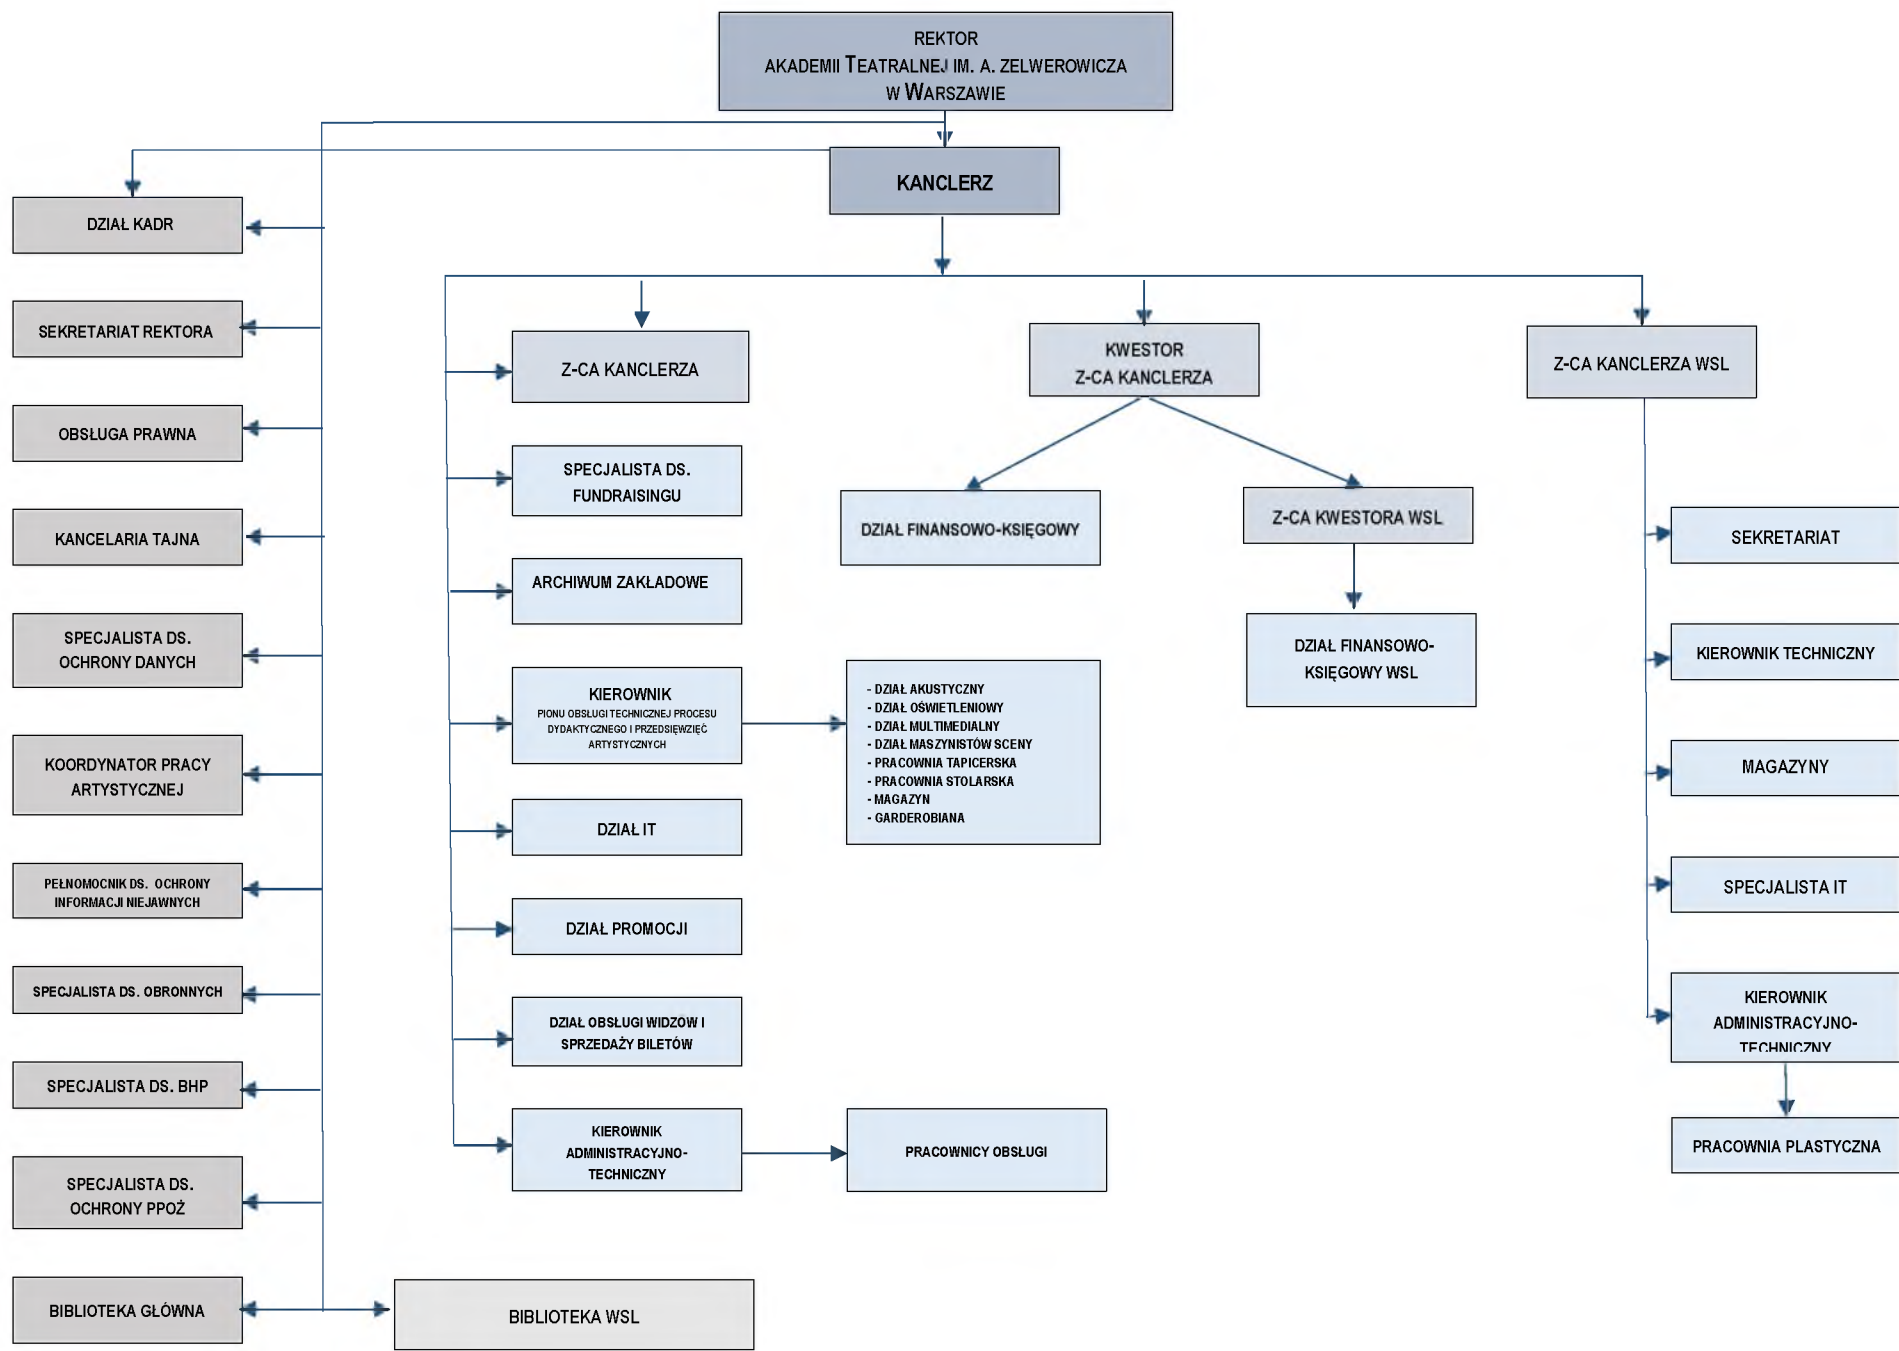 REKTOR
AKADEMII TEATRALNEJ IM. A. ZELWEROWICZA
W WARSZAWIE
KANCLERZ
DZIAŁ KADR
SEKRETARIAT REKTORA
OBSŁUGA PRAWNA
KANCELARIA TAJNA
SPECJALISTA DS.
OCHRONY DANYCH
KOORDYNATOR PRACY
ARTYSTYCZNEJ
PEŁNOMOCNIK DS. OCHRONY
INFORMACJI NIEJAWNYCH
SPECJALISTA DS. OBRONNYCH
SPECJALISTA DS. BHP
SPECJALISTA DS.
OCHRONY PPOŻ
BIBLIOTEKA GŁÓWNA
BIBLIOTEKA WSL
Z-CA KANCLERZA
SPECJALISTA DS.
FUNDRAISINGU
ARCHIWUM ZAKŁADOWE
KIEROWNIK
PIONU OBSŁUGI TECHNICZNEJ PROCESU
DYDAKTYCZNEGO I PRZEDSIĘWZIĘĆ
ARTYSTYCZNYCH
- DZIAŁ AKUSTYCZNY
- DZIAŁ OŚWIETLENIOWY
- DZIAŁ MULTIMEDIALNY
- DZIAŁ MASZYNISTÓW SCENY
- PRACOWNIA TAPICERSKA
- PRACOWNIA STOLARSKA
- MAGAZYN
- GARDEROBIANA
DZIAŁ IT
DZIAŁ PROMOCJI
DZIAŁ OBSŁUGI WIDZÓW I
SPRZEDAŻY BILETÓW
KIEROWNIK
ADMINISTRACYJNO-
TECHNICZNY
PRACOWNICY OBSŁUGI
KWESTOR
Z-CA KANCLERZA
DZIAŁ FINANSOWO-KSIĘGOWY
Z-CA KWESTORA WSL
DZIAŁ FINANSOWO-
KSIĘGOWY WSL
Z-CA KANCLERZA WSL
SEKRETARIAT
KIEROWNIK TECHNICZNY
MAGAZYNY
SPECJALISTA IT
KIEROWNIK
ADMINISTRACYJNO-
TECHNICZNY
PRACOWNIA PLASTYCZNA